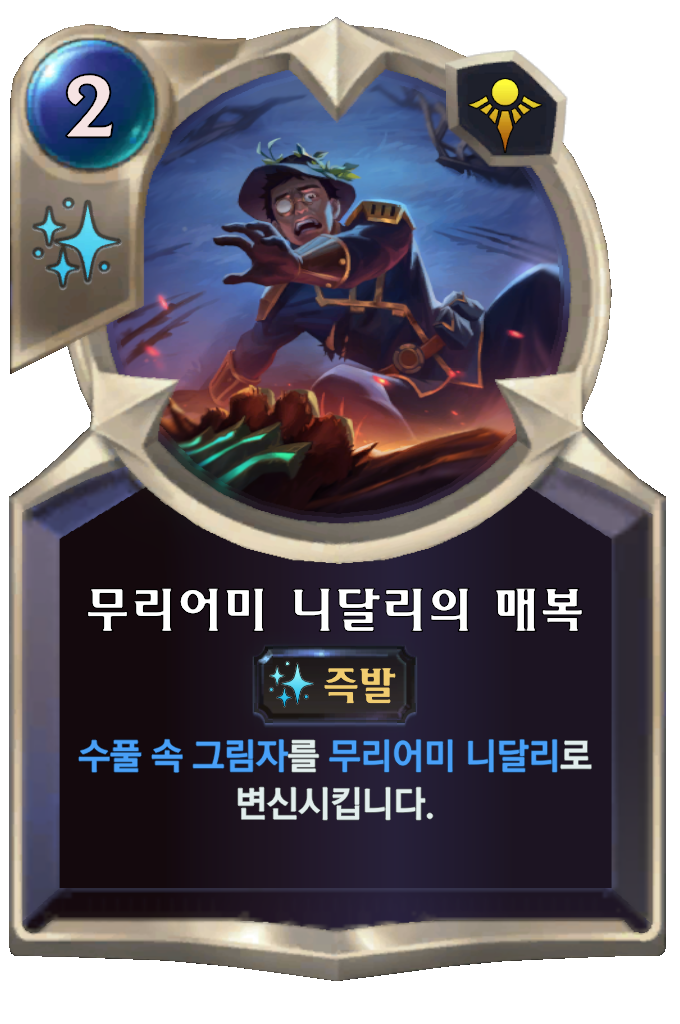 2
무리어미 니달리의 매복
즉발
수풀 속 그림자를 무리어미 니달리로
변신시킵니다.